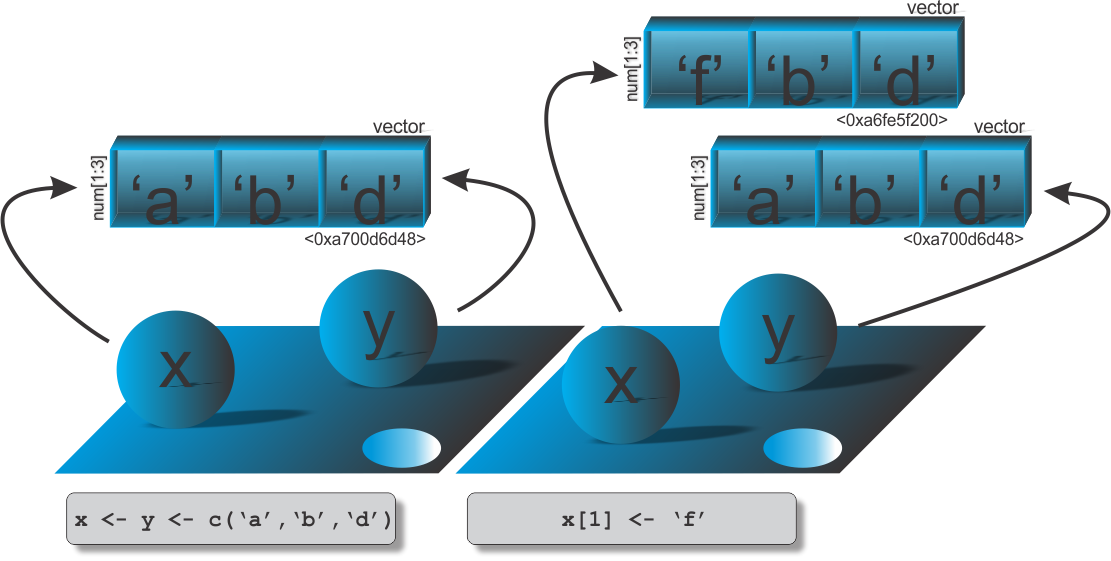 vector
num[1:3]
‘a’ ‘b’ ‘d’
<0xa700d6d48>
x
y
x <- y <- c(‘a’,‘b’,‘d’)
vector
num[1:3]
‘f’ ‘b’ ‘d’
<0xa6fe5f200>
vector
num[1:3]
‘a’ ‘b’ ‘d’
<0xa700d6d48>
x
y
x[1] <- ‘f’